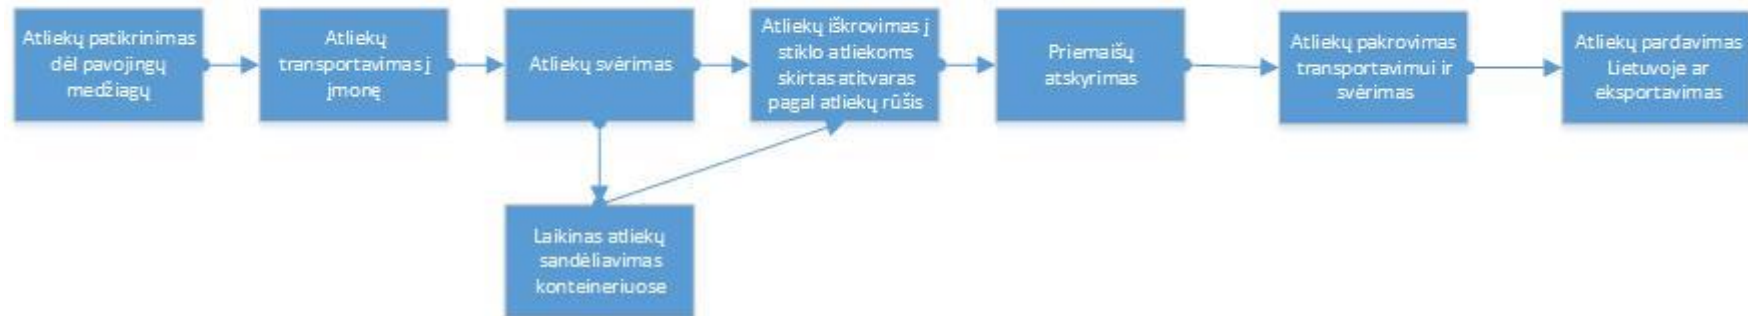 Atliekų patikrinimas
dėl pavojingų
medžiagų
Atliekų
transportavimas į
įmonę
Atliekų svėrimas
Atliekų iškrovimas į
stiklo atliekoms
skirtas atitvaras
pagal atliekų rūšis
Priemaišų
atskyrimas
Atliekų pakrovimas
transportavimui ir
svėrimas
Atliekų pardavimas
Lietuvoje ar
eksportavimas
Laikinas atliekų
sandėliavimas
konteineriuose